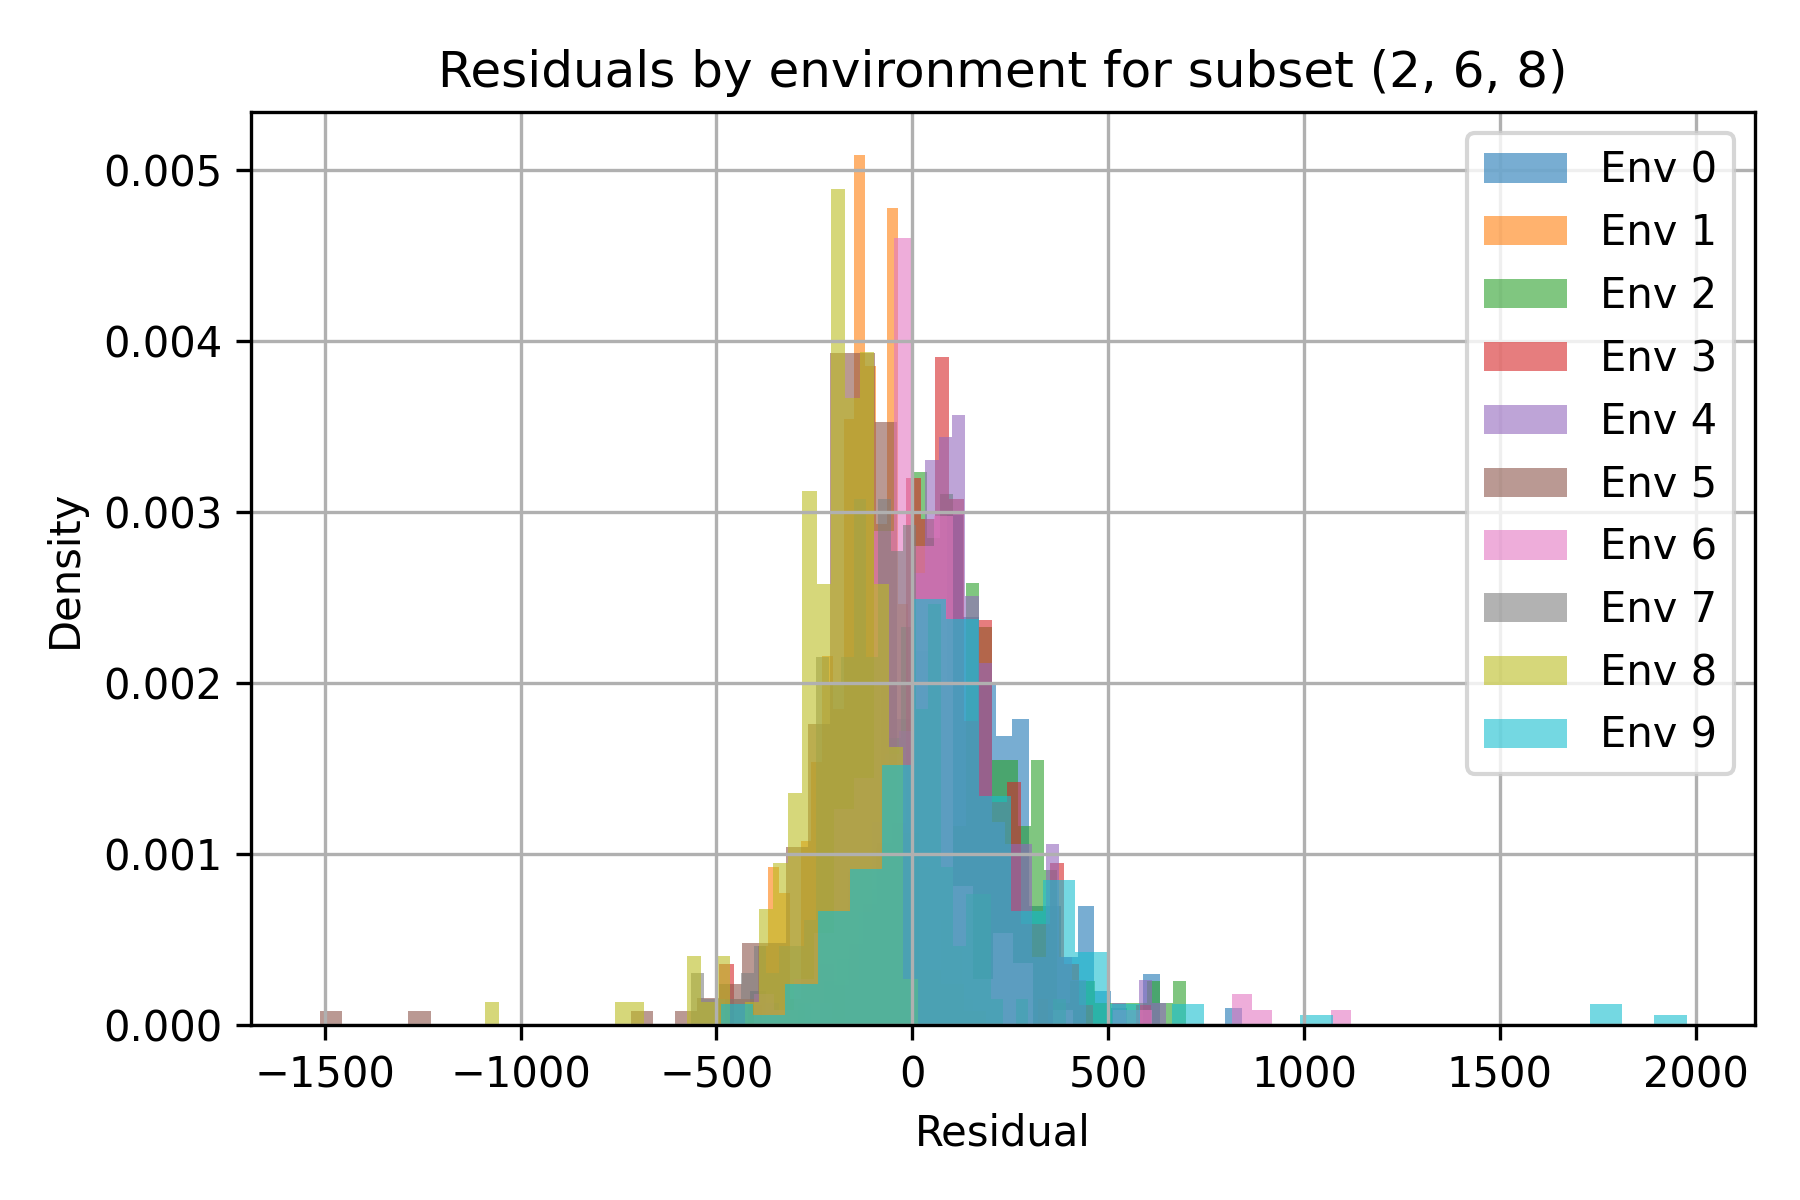 Residuals by environment for subset (2, 6, 8)
Density
0.005
0.004
0.003
0.002
0.001
0.000
−1500
−1000
−500
0
500
1000
1500
2000
Residual
Env 0
Env 1
Env 2
Env 3
Env 4
Env 5
Env 6
Env 7
Env 8
Env 9